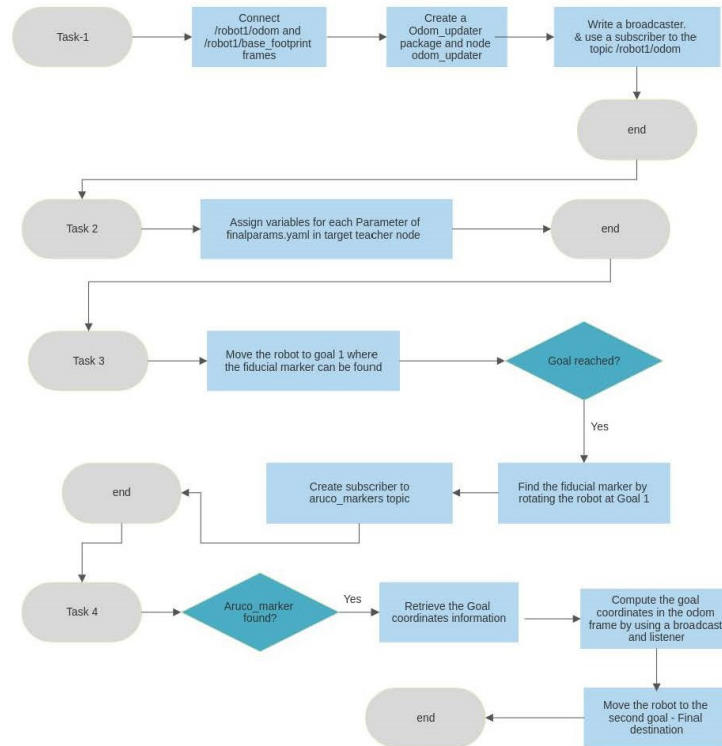 Task-1
Connect
/robot1/odom and
/robot1/base_footprint
frames
Create a
Odom_updater
package and node
odom_updater
Write a broadcaster.
& use a subscriber to the
topic /robot1/odom
end
Task 2
Assign variables for each Parameter of
finalparams.yaml in target teacher node
end
Task 3
Move the robot to goal 1 where
the fiducial marker can be found
Goal reached?
Yes
Find the fiducial marker by
rotating the robot at Goal 1
Create subscriber to
aruco_markers topic
end
Task 4
Aruco_marker
found?
Yes
Retrieve the Goal
coordinates information
Compute the goal
coordinates in the odom
frame by using a broadcast
and listener
Move the robot to the
second goal - Final
destination
end